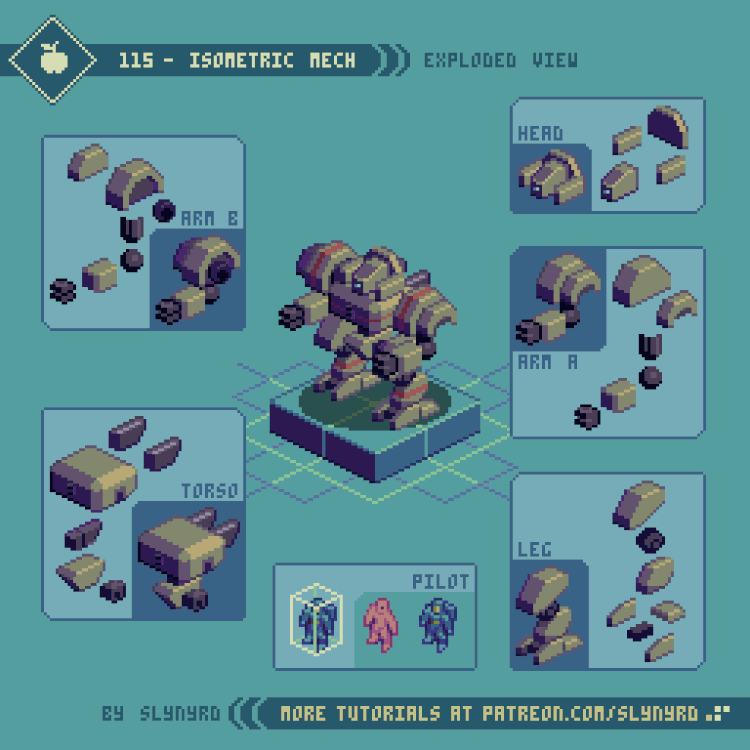 115 - ISOMETRIC MECH EXPLODED VIEW
HEAD
ARM B
ARM A
TORSO
LEG
PILOT
BY SLYNYRD MORE TUTORIALS AT PATREON.COM/SLYNYRD